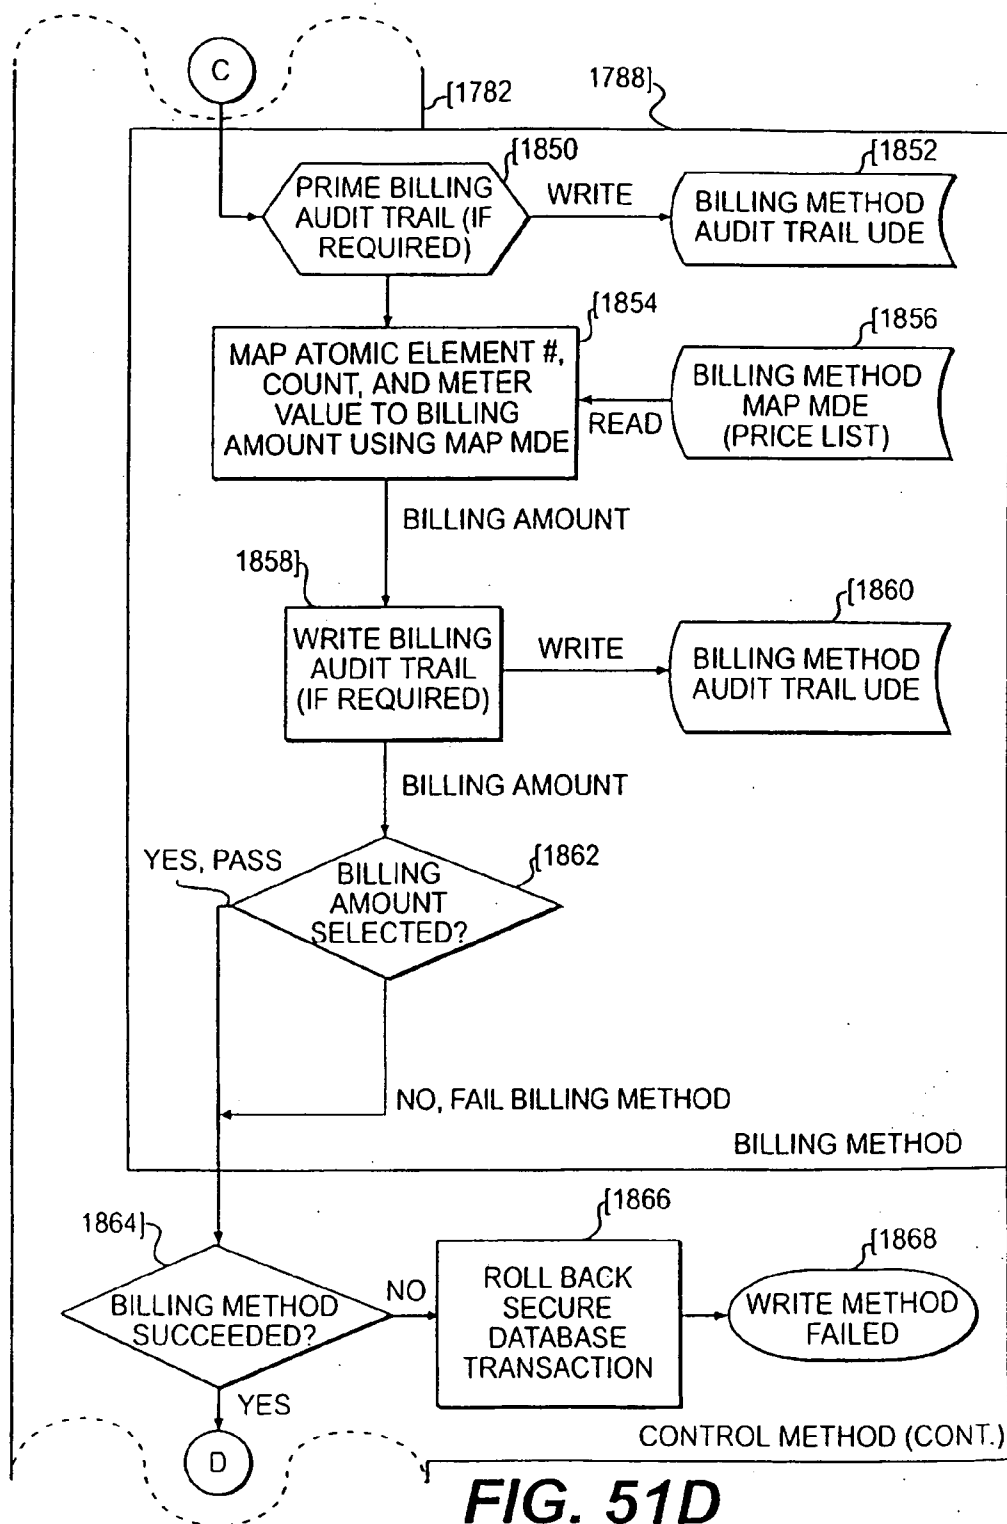 C
[1782
1788]
[1850
PRIME BILLING
AUDIT TRAIL (IF
REQUIRED)
WRITE
[1852
BILLING METHOD
AUDIT TRAIL UDE
[1854
MAP ATOMIC ELEMENT #,
COUNT, AND METER
VALUE TO BILLING
AMOUNT USING MAP MDE
READ
[1856
BILLING METHOD
MAP MDE
(PRICE LIST)
BILLING AMOUNT
1858]
WRITE BILLING
AUDIT TRAIL
(IF REQUIRED)
WRITE
[1860
BILLING METHOD
AUDIT TRAIL UDE
BILLING AMOUNT
YES, PASS
[1862
BILLING
AMOUNT
SELECTED?
NO, FAIL BILLING METHOD
BILLING METHOD
1864]
BILLING METHOD
SUCCEEDED?
NO
[1866
ROLL BACK
SECURE
DATABASE
TRANSACTION
[1868
WRITE METHOD
FAILED
YES
D
CONTROL METHOD (CONT.)
FIG. 51D